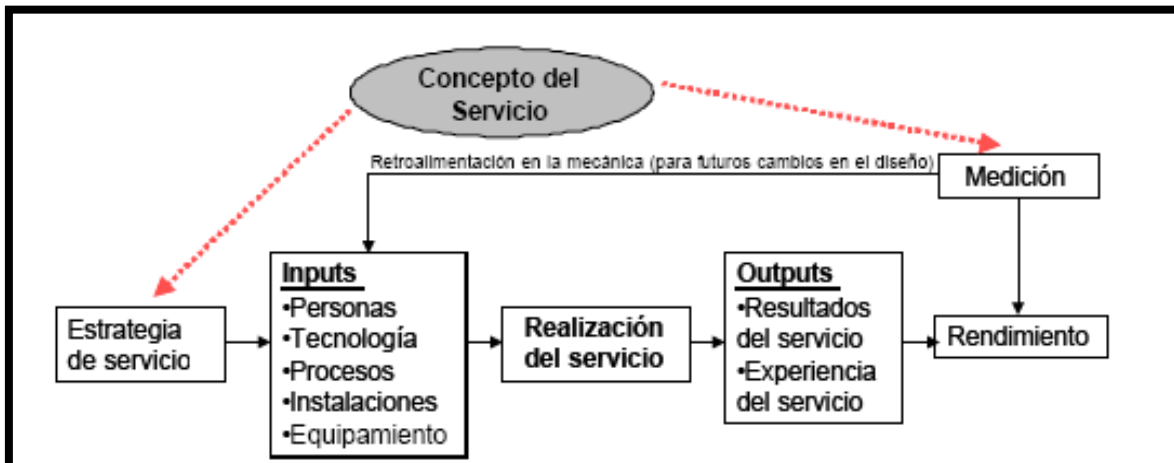 Concepto del
Servicio
Retroalimentación en la mecánica (para futuros cambios en el diseño)
Medición
Estrategia
de servicio
Inputs
•Personas
•Tecnología
•Procesos
•Instalaciones
•Equipamiento
Realización
del servicio
Outputs
•Resultados
del servicio
•Experiencia
del servicio
Rendimiento